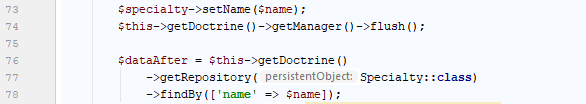 73 $specialty->setName($name);
74 $this->getDoctrine()->getManager()->flush();
75
76 $dataAfter = $this->getDoctrine()
77 ->getRepository( persistentObject: Specialty::class)
78 ->findBy(['name' => $name]);